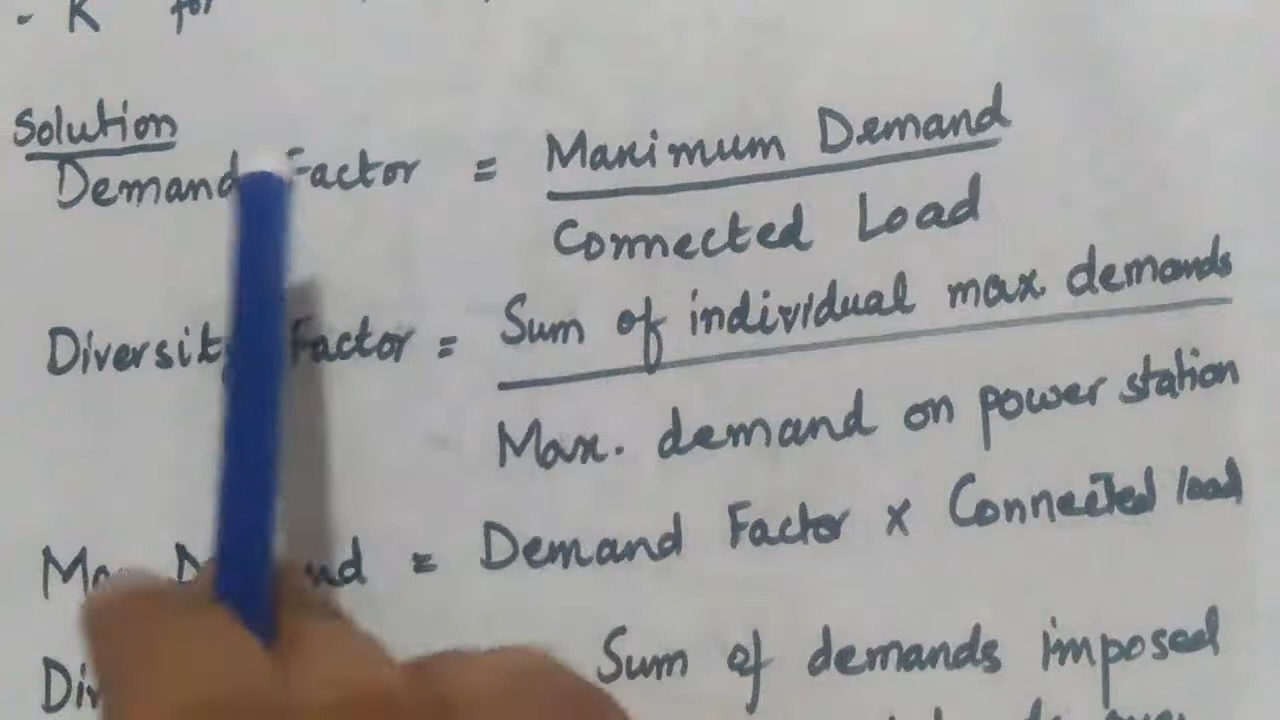 - K for
Solution
Demand Factor = Maximum Demand
Connected Load
Diversity Factor = Sum of individual max. demands
Max. demand on power station
= Demand Factor x Connected load
Sum of demands imposed